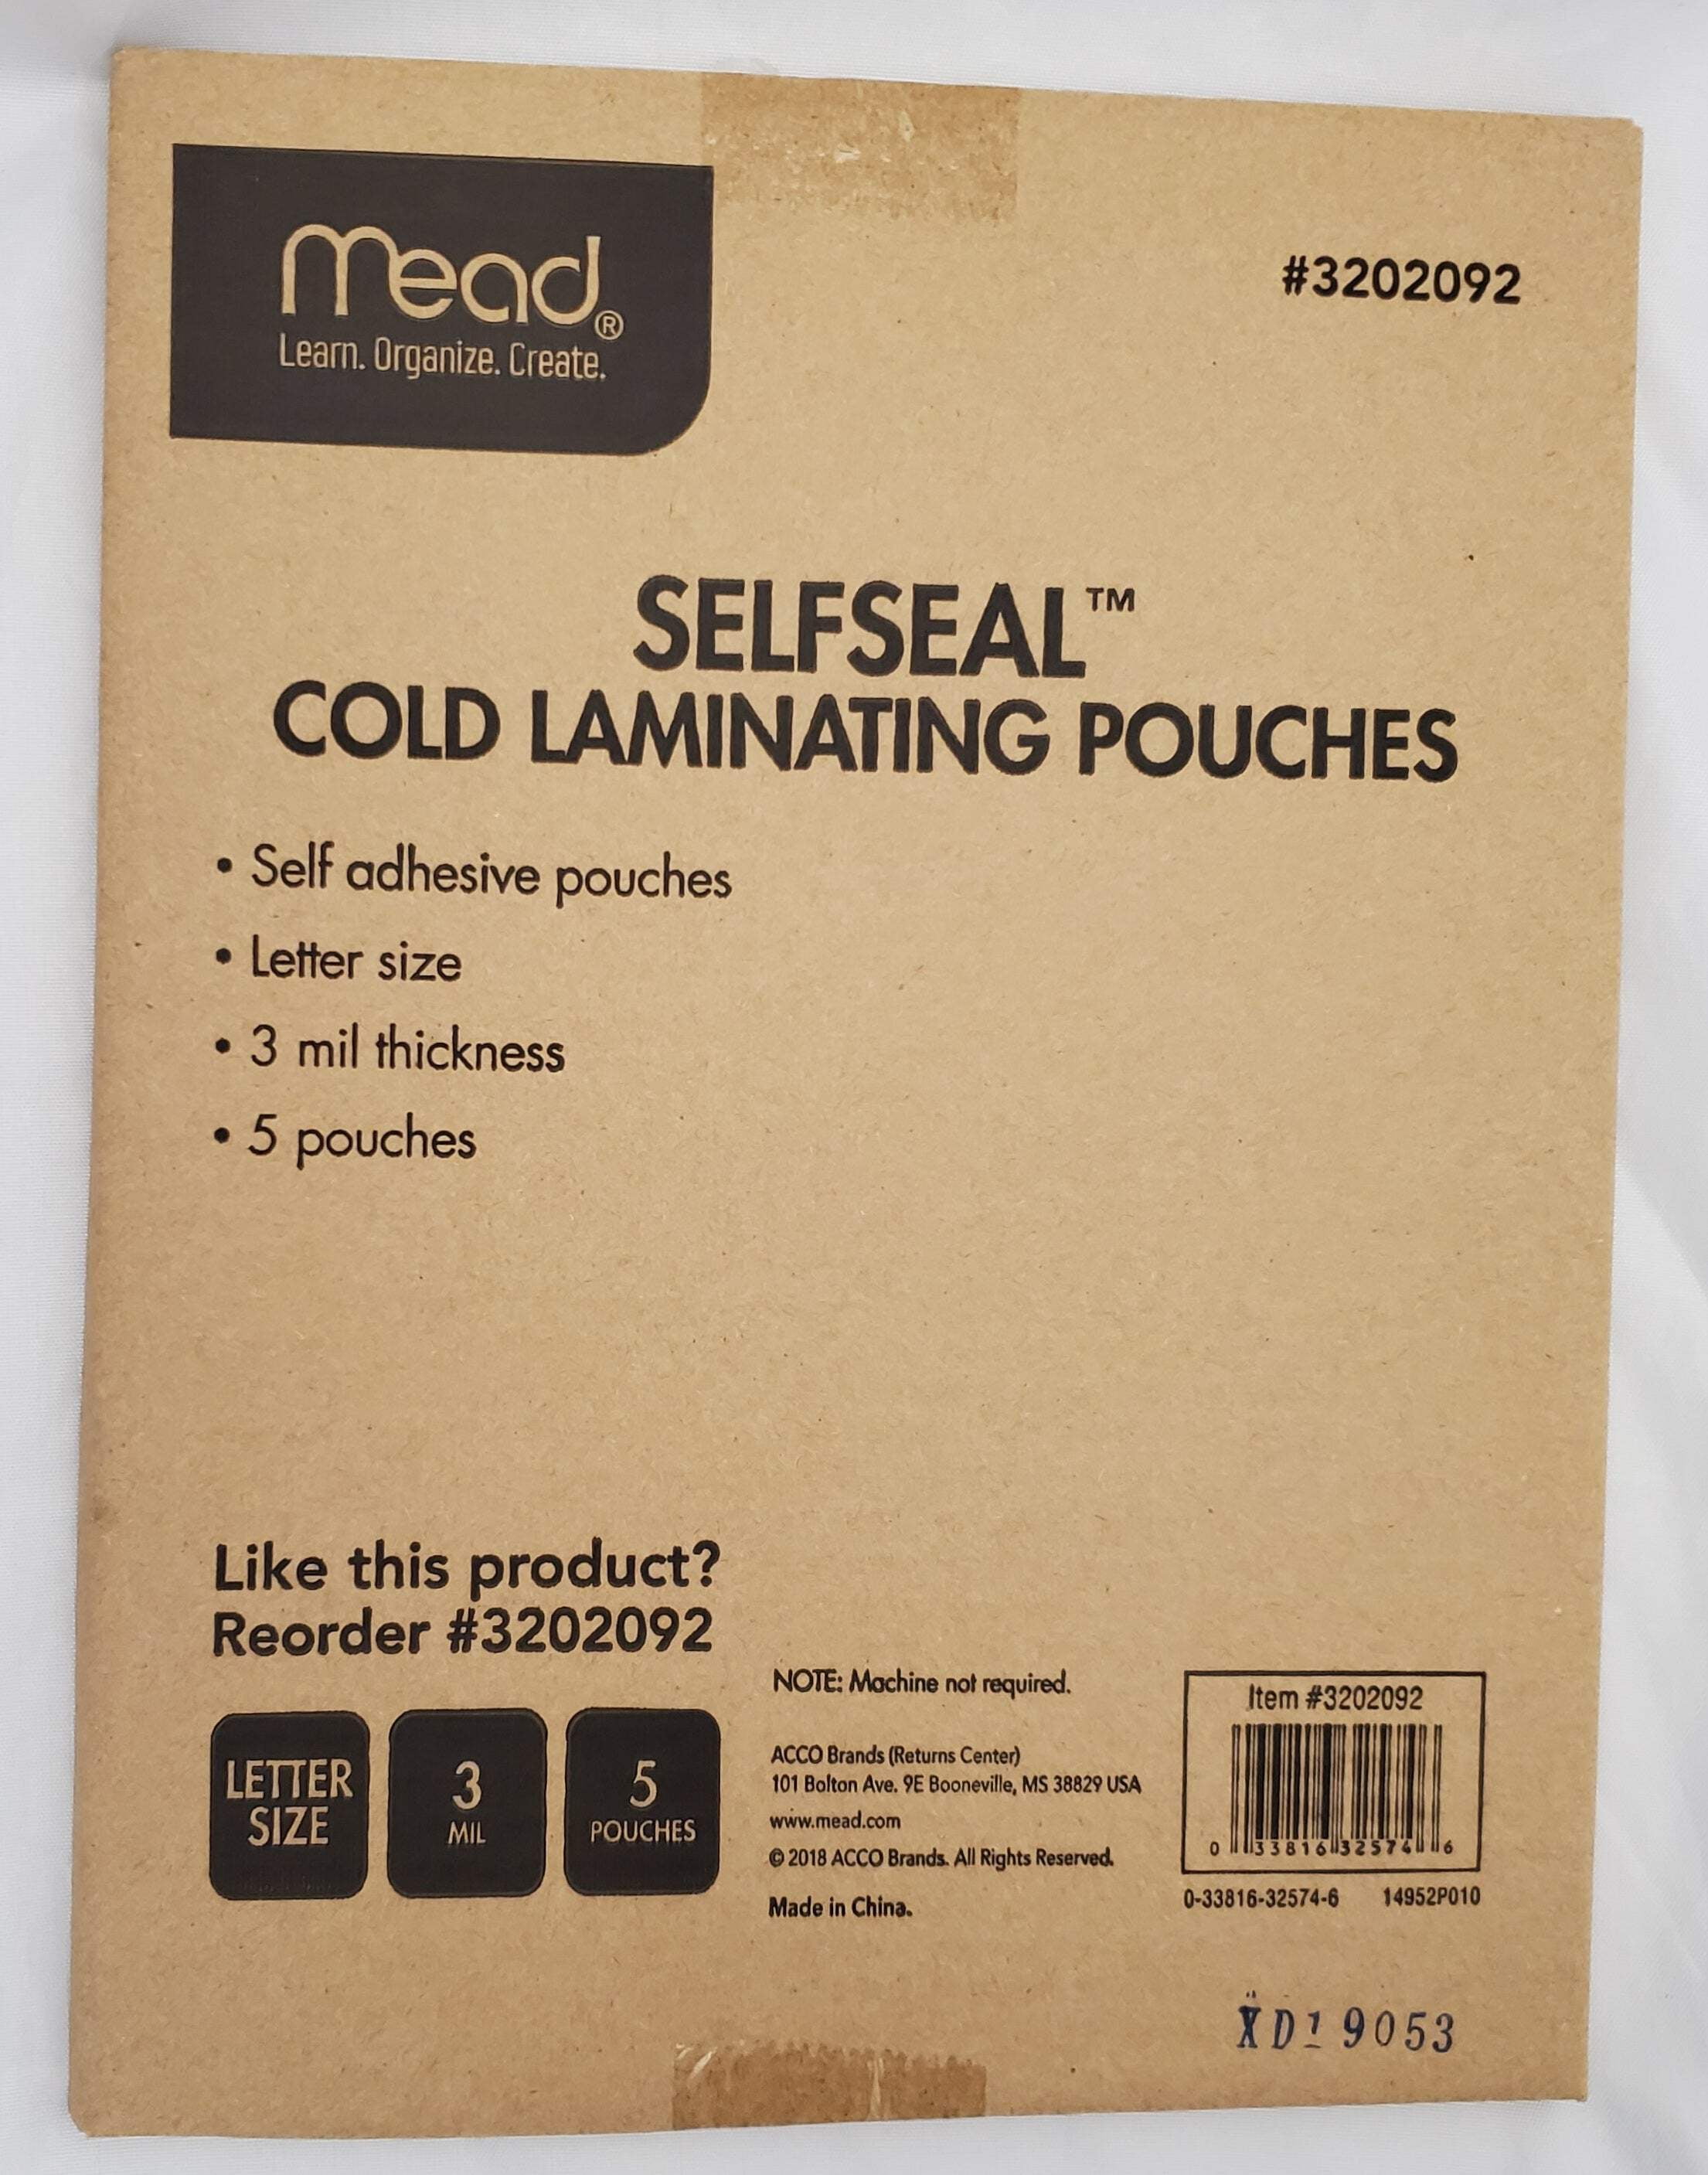 mead®
Learn. Organize. Create.
#3202092
SELFSEAL™
COLD LAMINATING POUCHES
• Self adhesive pouches
• Letter size
• 3 mil thickness
• 5 pouches
Like this product?
Reorder #3202092
LETTER
SIZE
3
MIL
5
POUCHES
NOTE: Machine not required.
ACCO Brands (Returns Center)
101 Bolton Ave. 9E Booneville, MS 38829 USA
www.mead.com
© 2018 ACCO Brands. All Rights Reserved.
Made in China.
Item #3202092
0 33816 32574 6
0-33816-32574-6 14952P010
XD19053